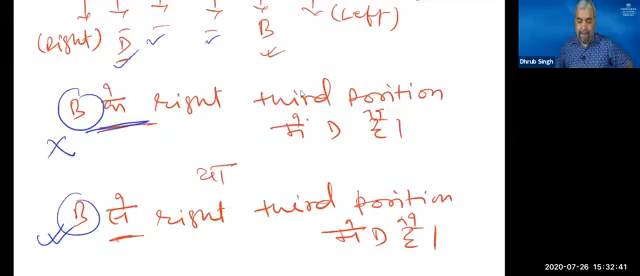 (Right) D B (Left)
B के right third position
में D है।
या
B से right third position
में D है।
Dhrub Singh
2020-07-26 15:32:41